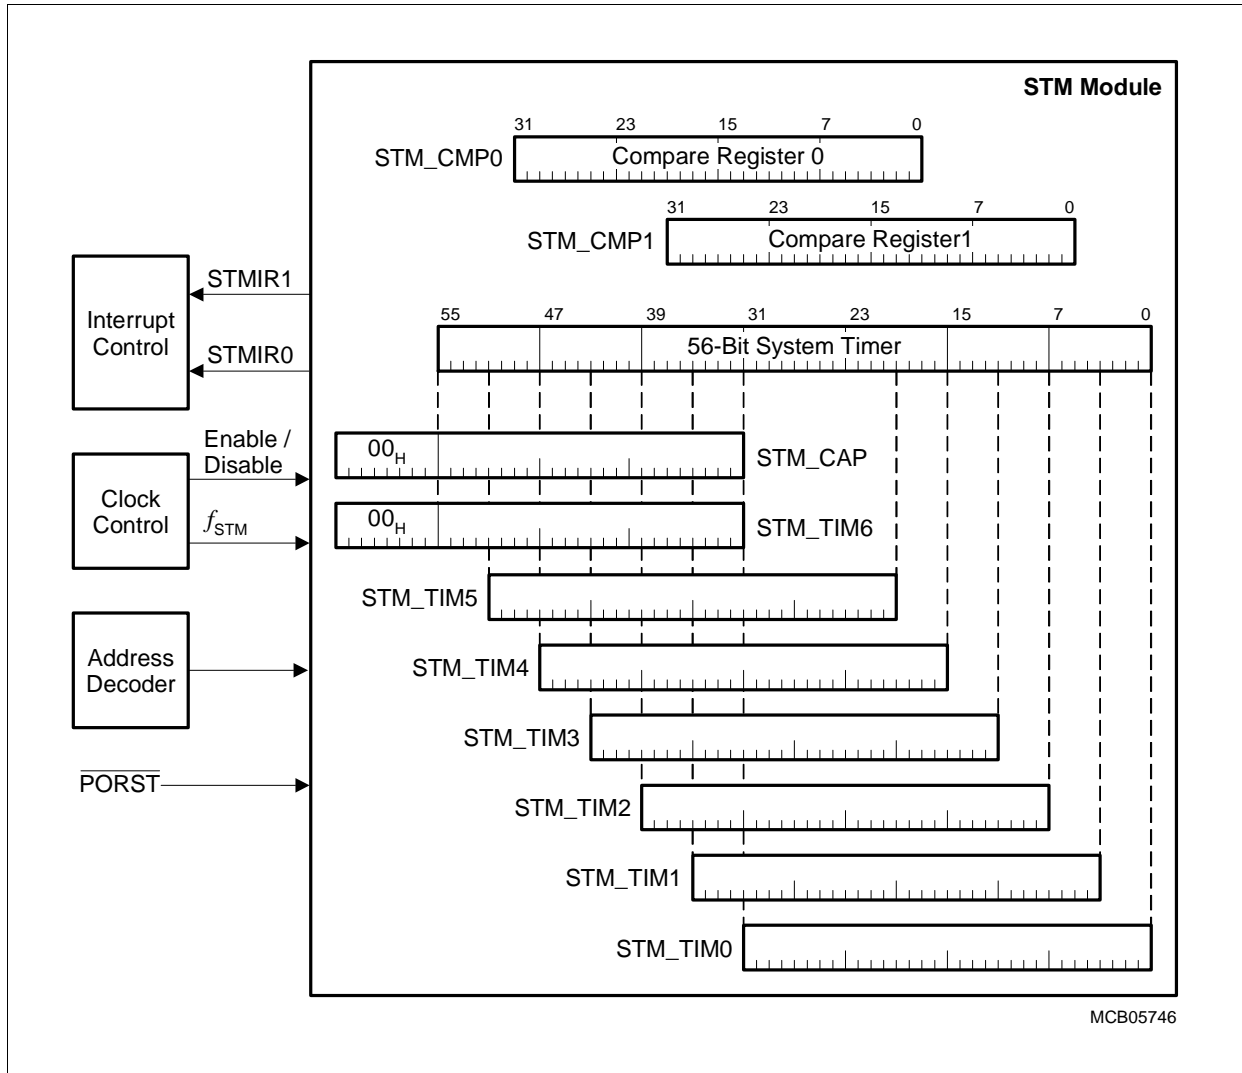 STM Module
31 23 15 7 0
STM_CMP0 Compare Register 0
31 23 15 7 0
STM_CMP1 Compare Register1
STMIR1
Interrupt
Control
STMIR0
55 47 39 31 23 15 7 0
56-Bit System Timer
Enable /
Disable
Clock
Control
fSTM
00H STM_CAP
00H STM_TIM6
STM_TIM5
Address
Decoder
STM_TIM4
STM_TIM3
PORST
STM_TIM2
STM_TIM1
STM_TIM0
MCB05746